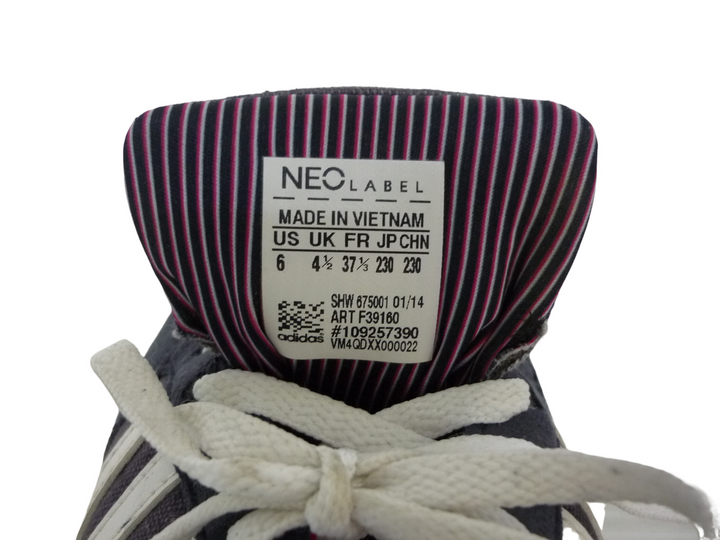 NEO LABEL
MADE IN VIETNAM
US UK FR JP CHN
6 4½ 37⅓ 230 230
SHW 675001 01/14
ART F39160
#109257390
adidas VM4QDXX000022